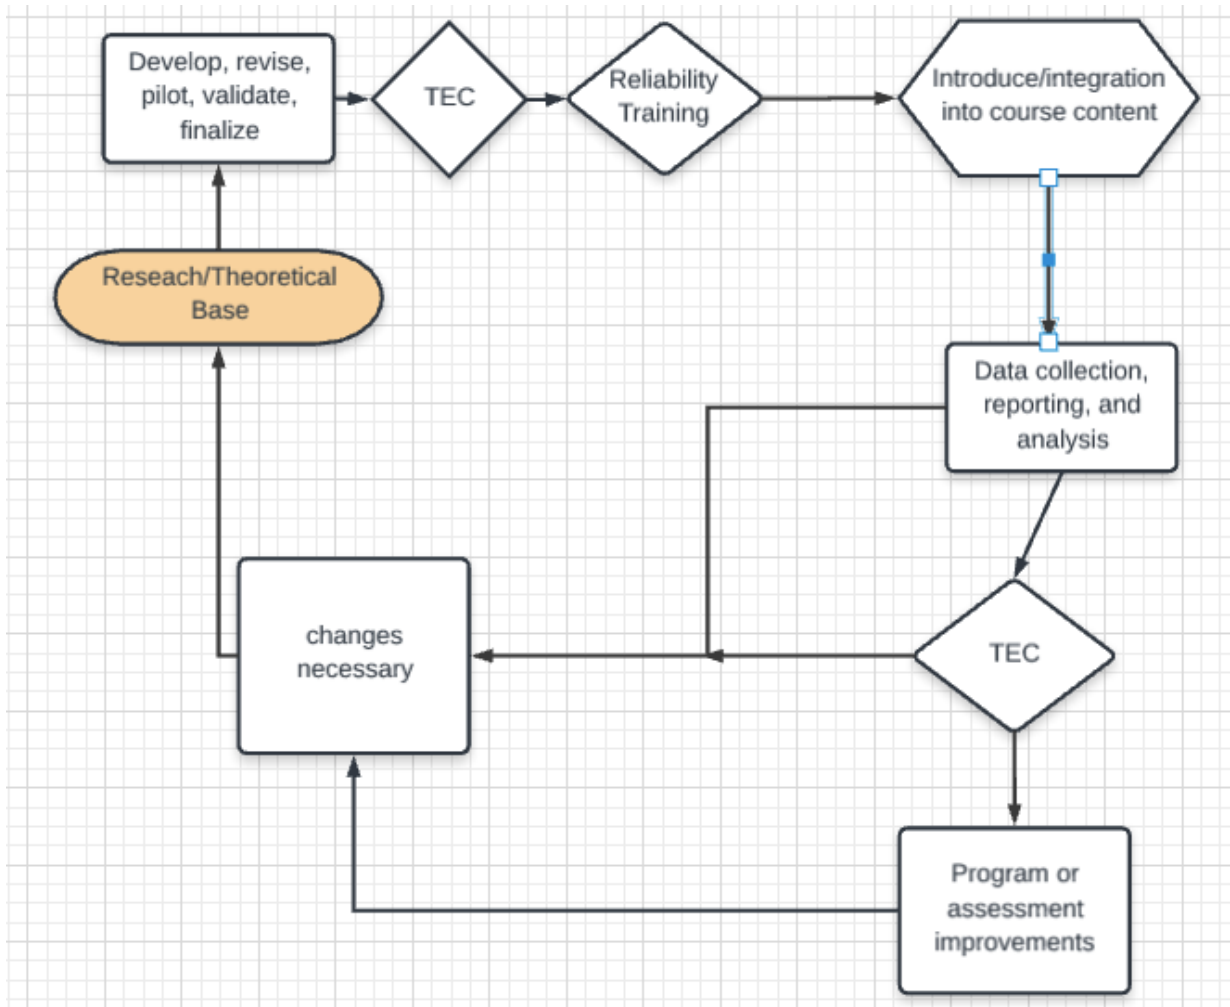 Develop, revise,
pilot, validate,
finalize
TEC
Reliability
Training
Introduce/integration
into course content
Reseach/Theoretical
Base
Data collection,
reporting, and
analysis
changes
necessary
TEC
Program or
assessment
improvements